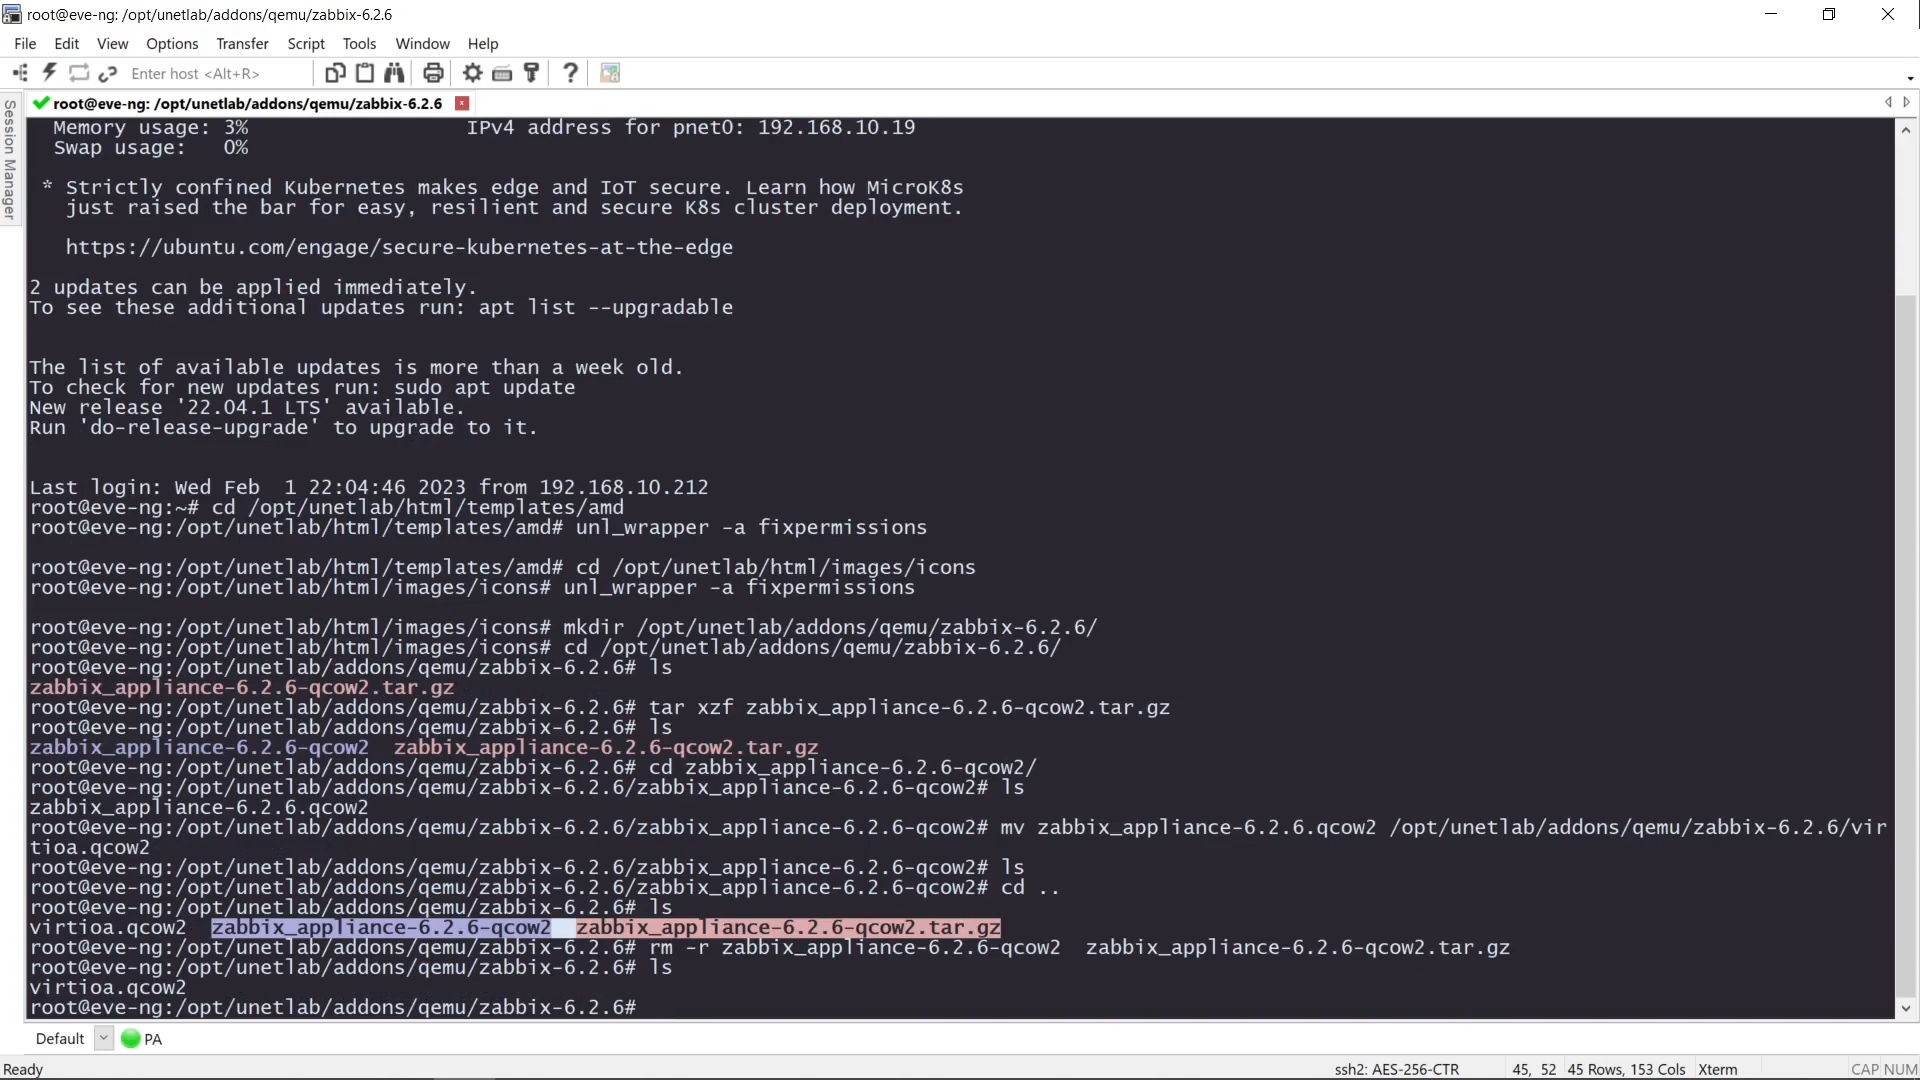 root@eve-ng: /opt/unetlab/addons/qemu/zabbix-6.2.6
File Edit View Options Transfer Script Tools Window Help
Enter host <Alt+R>
Session Manager
root@eve-ng: /opt/unetlab/addons/qemu/zabbix-6.2.6
Memory usage: 3% IPv4 address for pnet0: 192.168.10.19
Swap usage: 0%
* Strictly confined Kubernetes makes edge and IoT secure. Learn how MicroK8s
just raised the bar for easy, resilient and secure K8s cluster deployment.
https://ubuntu.com/engage/secure-kubernetes-at-the-edge
2 updates can be applied immediately.
To see these additional updates run: apt list --upgradable
The list of available updates is more than a week old.
To check for new updates run: sudo apt update
New release '22.04.1 LTS' available.
Run 'do-release-upgrade' to upgrade to it.
Last login: Wed Feb  1 22:04:46 2023 from 192.168.10.212
root@eve-ng:~# cd /opt/unetlab/html/templates/amd
root@eve-ng:/opt/unetlab/html/templates/amd# unl_wrapper -a fixpermissions
root@eve-ng:/opt/unetlab/html/templates/amd# cd /opt/unetlab/html/images/icons
root@eve-ng:/opt/unetlab/html/images/icons# unl_wrapper -a fixpermissions
root@eve-ng:/opt/unetlab/html/images/icons# mkdir /opt/unetlab/addons/qemu/zabbix-6.2.6/
root@eve-ng:/opt/unetlab/html/images/icons# cd /opt/unetlab/addons/qemu/zabbix-6.2.6/
root@eve-ng:/opt/unetlab/addons/qemu/zabbix-6.2.6# ls
zabbix_appliance-6.2.6-qcow2.tar.gz
root@eve-ng:/opt/unetlab/addons/qemu/zabbix-6.2.6# tar xzf zabbix_appliance-6.2.6-qcow2.tar.gz
root@eve-ng:/opt/unetlab/addons/qemu/zabbix-6.2.6# ls
zabbix_appliance-6.2.6-qcow2  zabbix_appliance-6.2.6-qcow2.tar.gz
root@eve-ng:/opt/unetlab/addons/qemu/zabbix-6.2.6# cd zabbix_appliance-6.2.6-qcow2/
root@eve-ng:/opt/unetlab/addons/qemu/zabbix-6.2.6/zabbix_appliance-6.2.6-qcow2# ls
zabbix_appliance-6.2.6.qcow2
root@eve-ng:/opt/unetlab/addons/qemu/zabbix-6.2.6/zabbix_appliance-6.2.6-qcow2# mv zabbix_appliance-6.2.6.qcow2 /opt/unetlab/addons/qemu/zabbix-6.2.6/vir
tioa.qcow2
root@eve-ng:/opt/unetlab/addons/qemu/zabbix-6.2.6/zabbix_appliance-6.2.6-qcow2# ls
root@eve-ng:/opt/unetlab/addons/qemu/zabbix-6.2.6/zabbix_appliance-6.2.6-qcow2# cd ..
root@eve-ng:/opt/unetlab/addons/qemu/zabbix-6.2.6# ls
virtioa.qcow2  zabbix_appliance-6.2.6-qcow2  zabbix_appliance-6.2.6-qcow2.tar.gz
root@eve-ng:/opt/unetlab/addons/qemu/zabbix-6.2.6# rm -r zabbix_appliance-6.2.6-qcow2  zabbix_appliance-6.2.6-qcow2.tar.gz
root@eve-ng:/opt/unetlab/addons/qemu/zabbix-6.2.6# ls
virtioa.qcow2
root@eve-ng:/opt/unetlab/addons/qemu/zabbix-6.2.6#
Default PA
Ready ssh2: AES-256-CTR 45, 52 45 Rows, 153 Cols Xterm CAP NUM